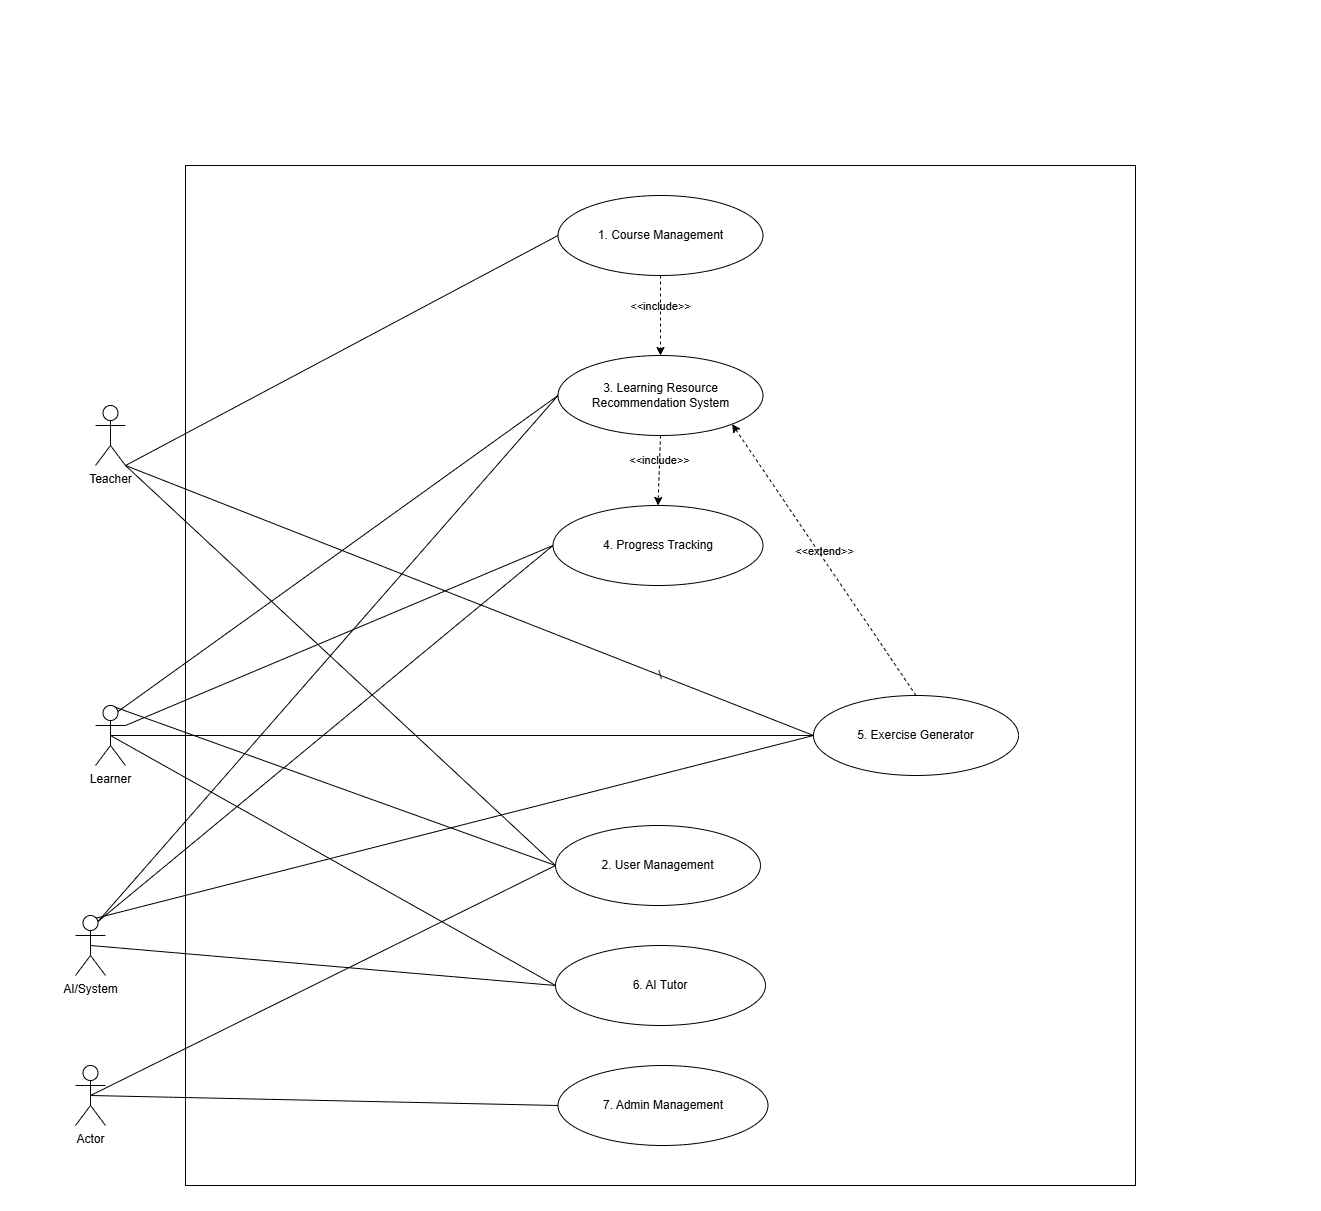 1. Course Management
<<include>>
3. Learning Resource
Recommendation System
<<include>>
Teacher
4. Progress Tracking
<<extend>>
\
5. Exercise Generator
Learner
2. User Management
6. AI Tutor
AI/System
7. Admin Management
Actor